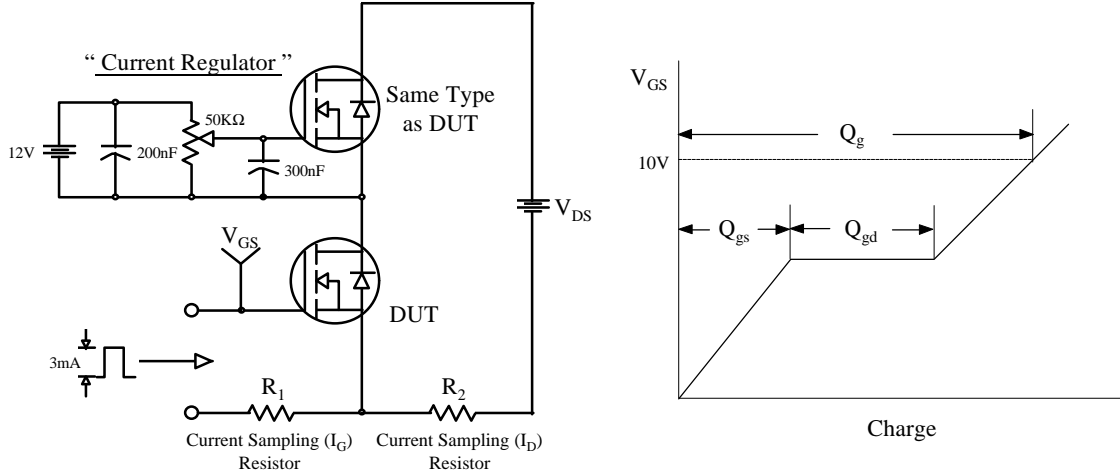 “ Current Regulator ”
Same Type
as DUT
50KΩ
12V
200nF
300nF
V_DS
V_GS
DUT
3mA
R_1
R_2
Current Sampling (I_G)
Resistor
Current Sampling (I_D)
Resistor
V_GS
Q_g
10V
Q_gs
Q_gd
Charge